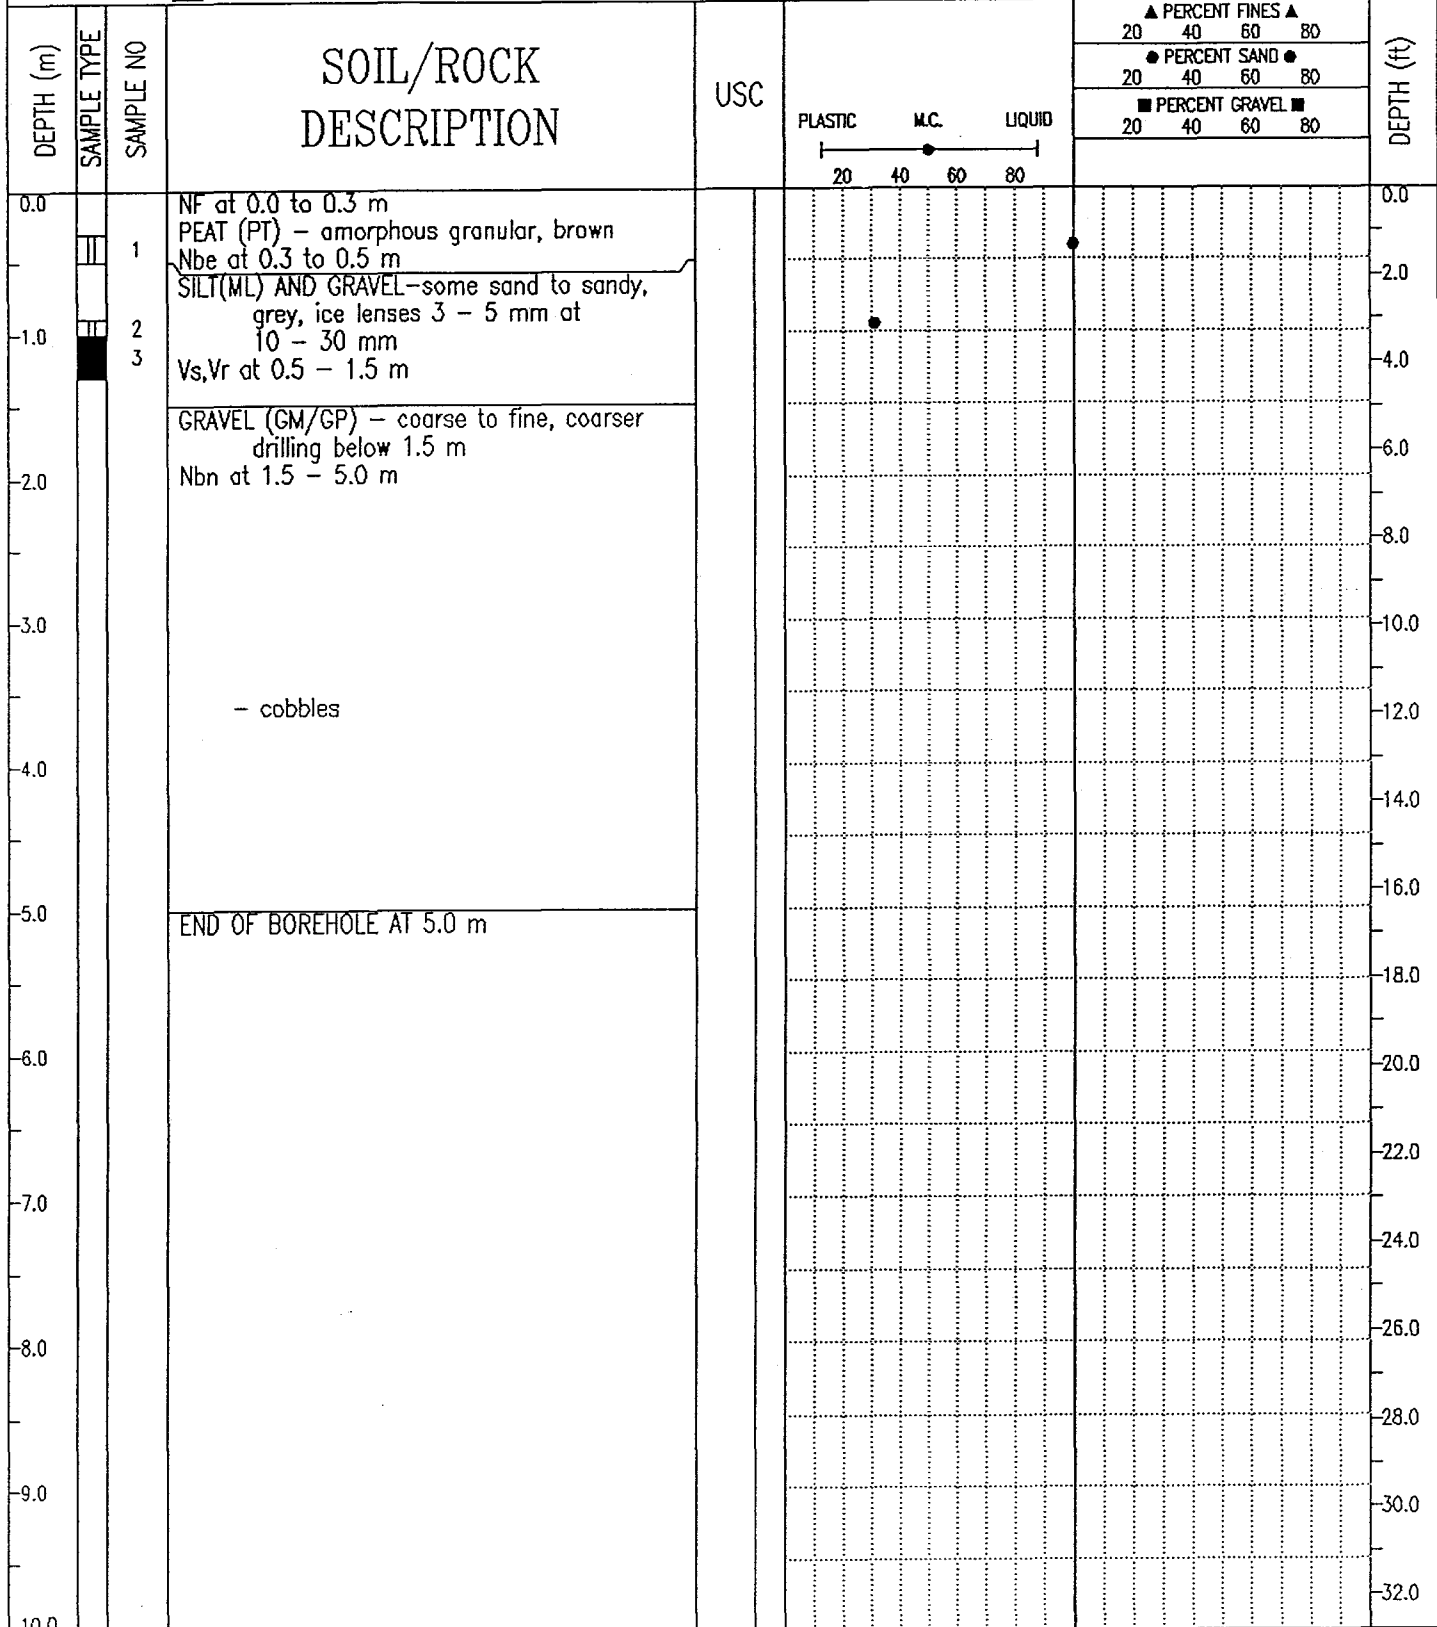 DEPTH (m)
SAMPLE TYPE
SAMPLE NO
SOIL/ROCK
DESCRIPTION
USC
PLASTIC M.C. LIQUID
20 40 60 80
▲ PERCENT FINES ▲
20 40 60 80
● PERCENT SAND ●
20 40 60 80
■ PERCENT GRAVEL ■
20 40 60 80
DEPTH (ft)
0.0
1.0
2.0
3.0
4.0
5.0
6.0
7.0
8.0
9.0
10.0
1
2
3
NF at 0.0 to 0.3 m
PEAT (PT) – amorphous granular, brown
Nbe at 0.3 to 0.5 m
SILT(ML) AND GRAVEL–some sand to sandy,
grey, ice lenses 3 – 5 mm at
10 – 30 mm
Vs,Vr at 0.5 – 1.5 m
GRAVEL (GM/GP) – coarse to fine, coarser
drilling below 1.5 m
Nbn at 1.5 – 5.0 m
– cobbles
END OF BOREHOLE AT 5.0 m
0.0
2.0
4.0
6.0
8.0
10.0
12.0
14.0
16.0
18.0
20.0
22.0
24.0
26.0
28.0
30.0
32.0